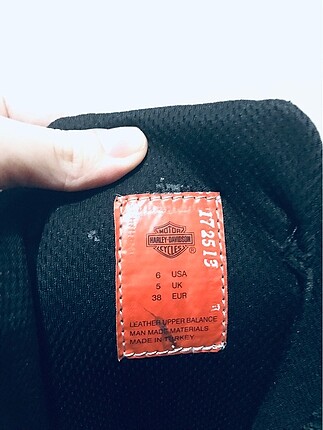 MOTOR
HARLEY-DAVIDSON
CYCLES
®
6 USA
5 UK
38 EUR
LEATHER UPPER BALANCE
MAN MADE MATERIALS
MADE IN TURKEY
172513